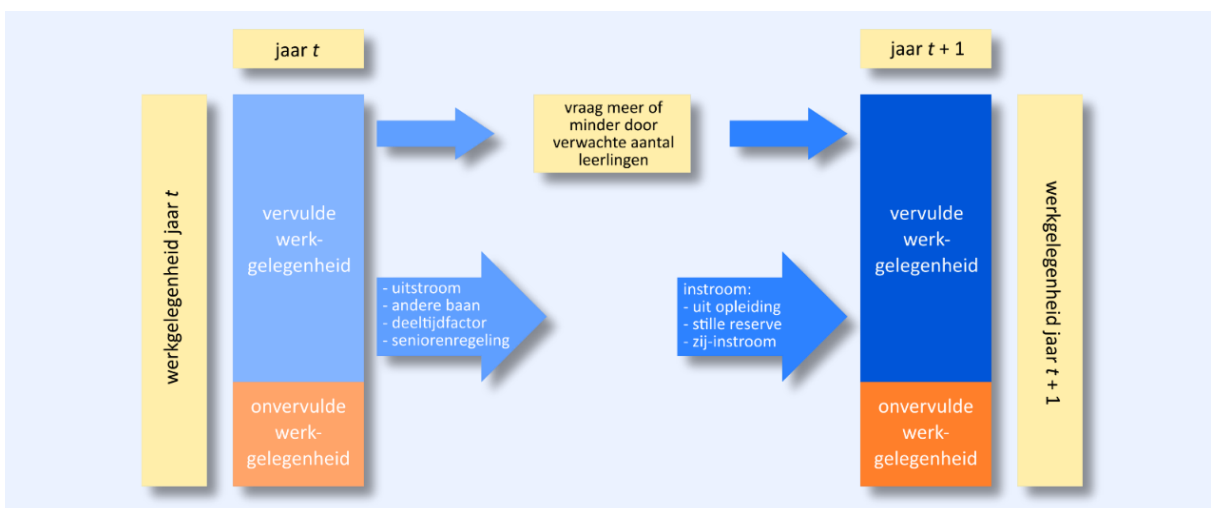 jaar t
jaar t + 1
werkgelegenheid jaar t
vervulde
werk-
gelegenheid
onvervulde
werk-
gelegenheid
- uitstroom
- andere baan
- deeltijdfactor
- seniorenregeling
vraag meer of
minder door
verwachte aantal
leerlingen
instroom:
- uit opleiding
- stille reserve
- zij-instroom
vervulde
werk-
gelegenheid
onvervulde
werk-
gelegenheid
werkgelegenheid jaar t + 1